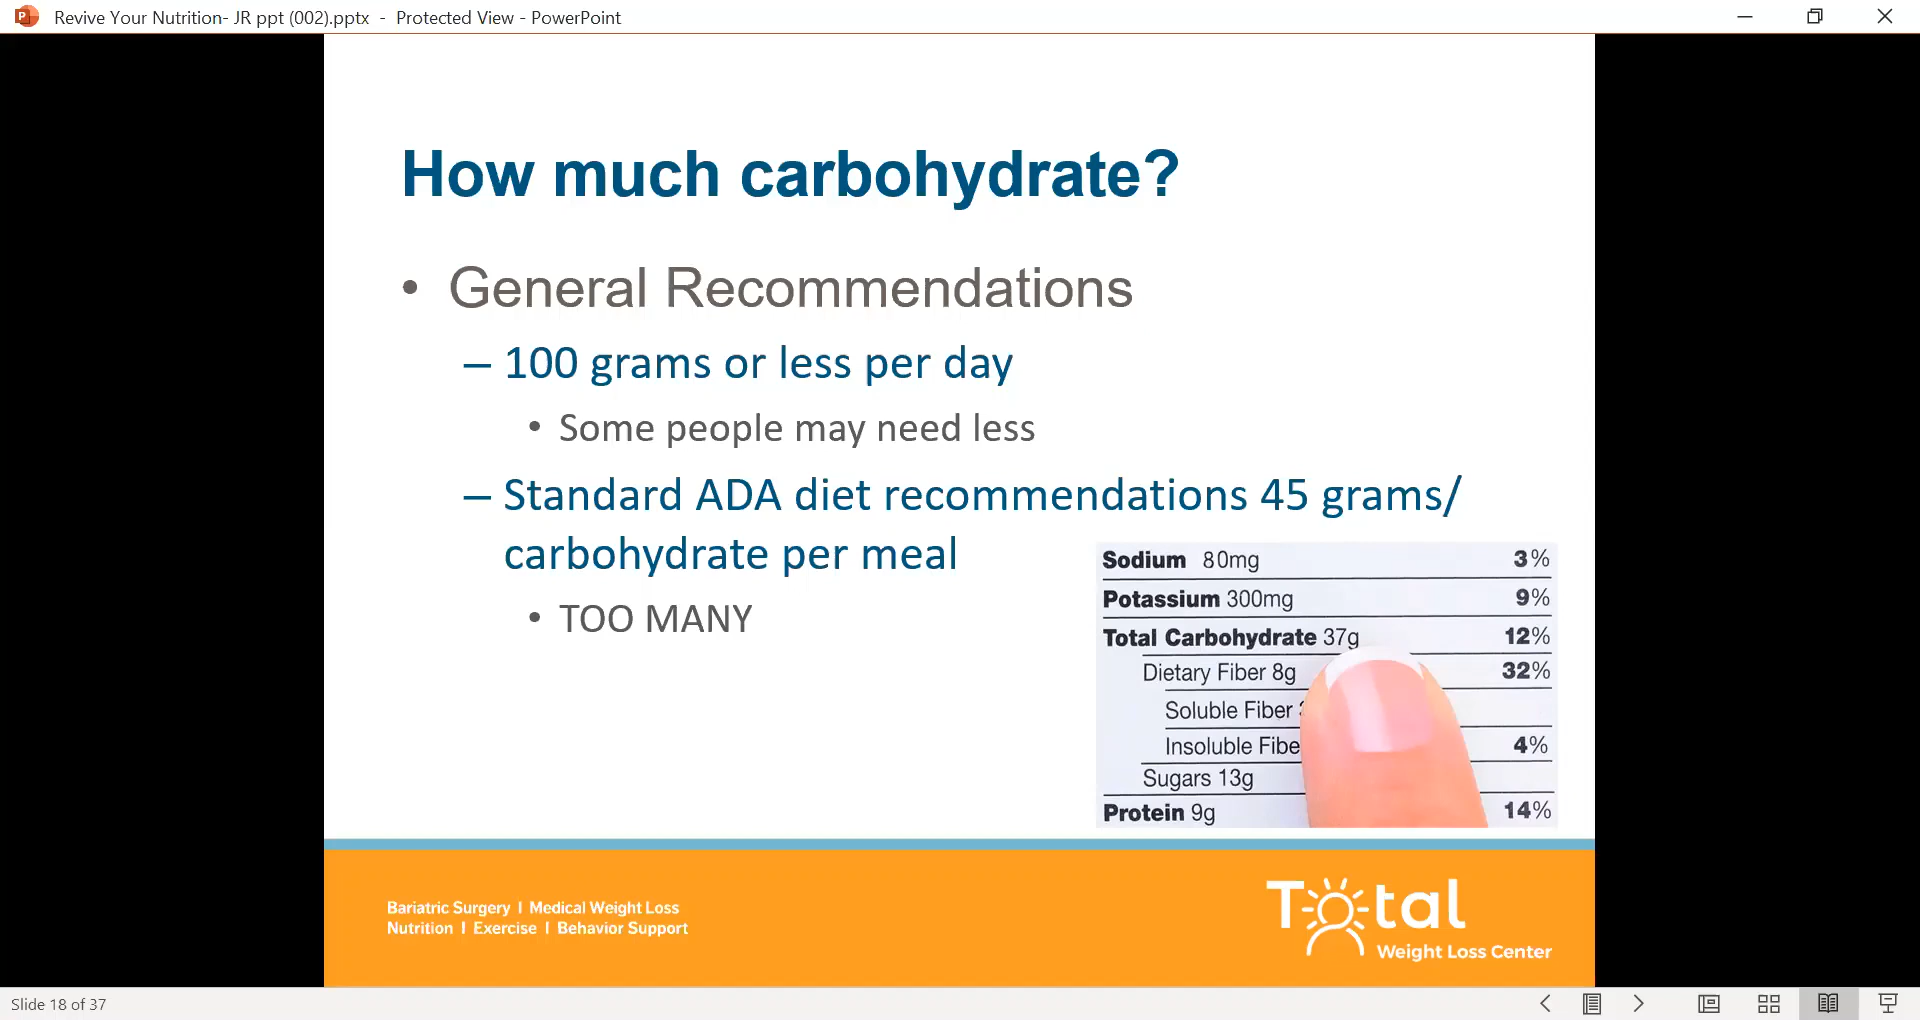 Revive Your Nutrition- JR ppt (002).pptx - Protected View - PowerPoint
How much carbohydrate?
• General Recommendations
– 100 grams or less per day
• Some people may need less
– Standard ADA diet recommendations 45 grams/
carbohydrate per meal
• TOO MANY
Sodium 80mg 3%
Potassium 300mg 9%
Total Carbohydrate 37g 12%
Dietary Fiber 8g 32%
Soluble Fiber
Insoluble Fibe 4%
Sugars 13g
Protein 9g 14%
Bariatric Surgery I Medical Weight Loss
Nutrition I Exercise I Behavior Support
Total
Weight Loss Center
Slide 18 of 37